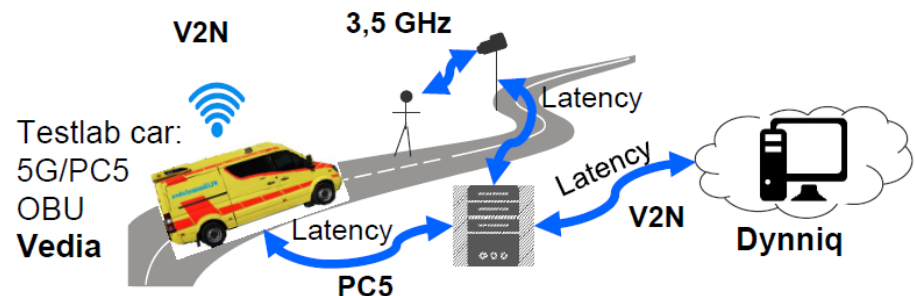 V2N
3,5 GHz
Latency
Testlab car:
5G/PC5
OBU
Vedia
Latency
PC5
Latency
V2N
Dynniq